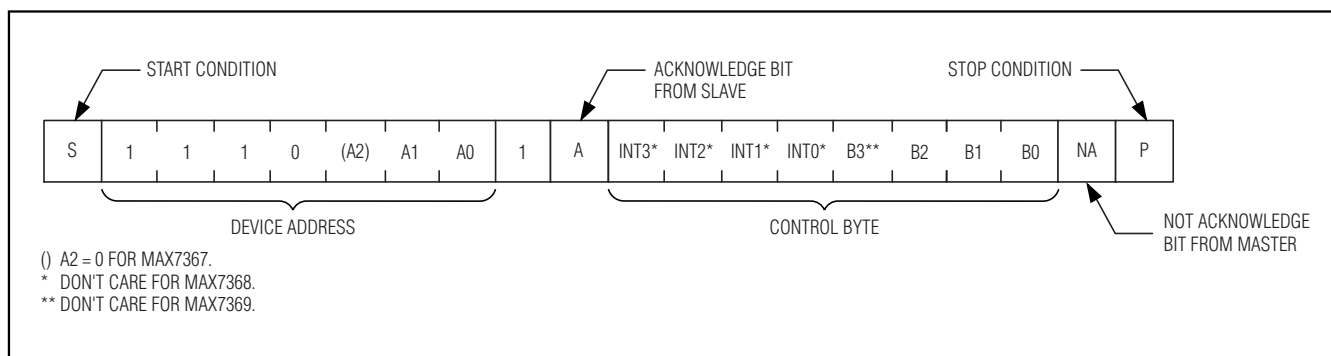 START CONDITION
ACKNOWLEDGE BIT
FROM SLAVE
STOP CONDITION
S 1 1 1 0 (A2) A1 A0 1 A INT3* INT2* INT1* INT0* B3** B2 B1 B0 NA P
DEVICE ADDRESS
CONTROL BYTE
NOT ACKNOWLEDGE
BIT FROM MASTER
() A2 = 0 FOR MAX7367.
* DON'T CARE FOR MAX7368.
** DON'T CARE FOR MAX7369.